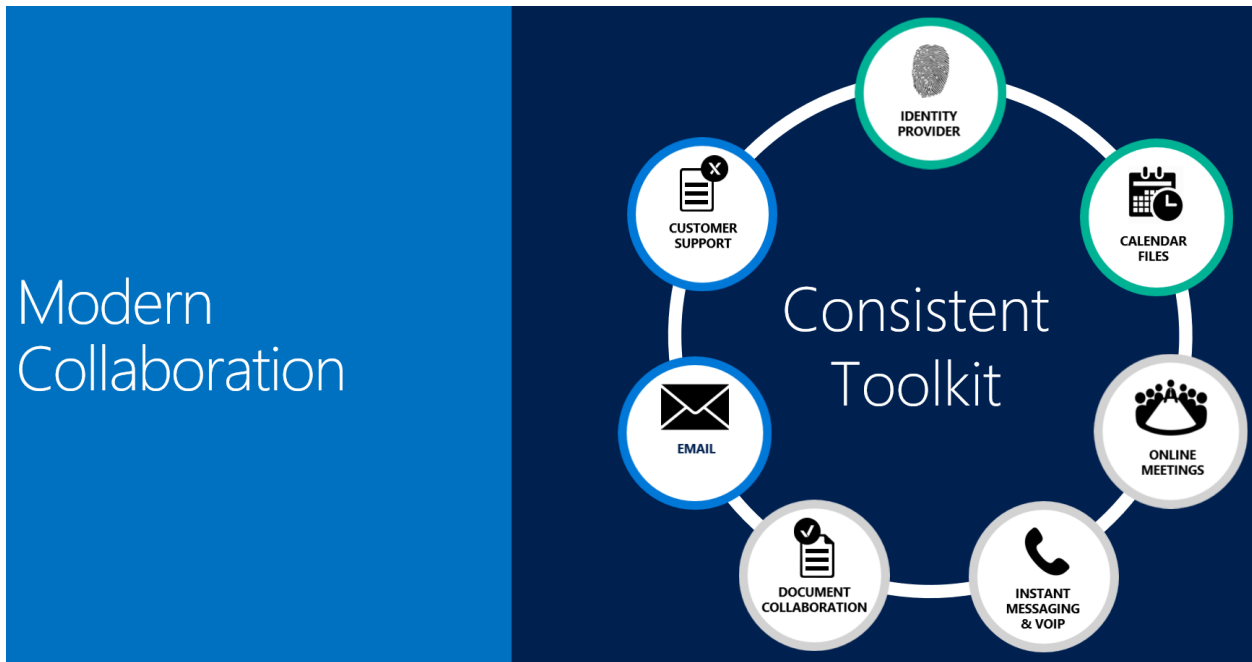 Modern
Collaboration
Consistent
Toolkit
IDENTITY
PROVIDER
CALENDAR
FILES
ONLINE
MEETINGS
INSTANT
MESSAGING
& VOIP
DOCUMENT
COLLABORATION
EMAIL
CUSTOMER
SUPPORT
X